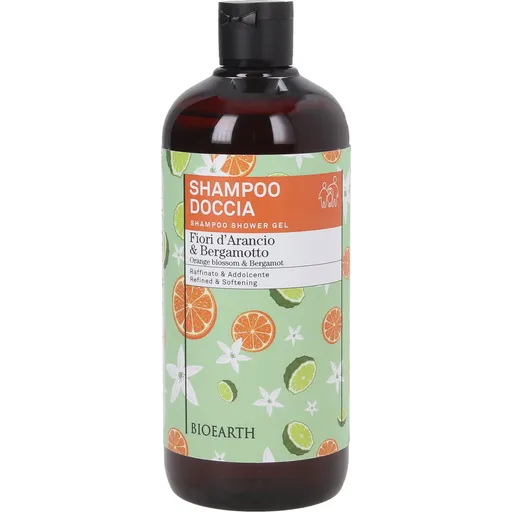 SHAMPOO
DOCCIA
SHAMPOO SHOWER GEL
Fiori d'Arancio
& Bergamotto
Orange blossom & Bergamot
Raffinato & Addolcente
Refined & Softening
BIOEARTH